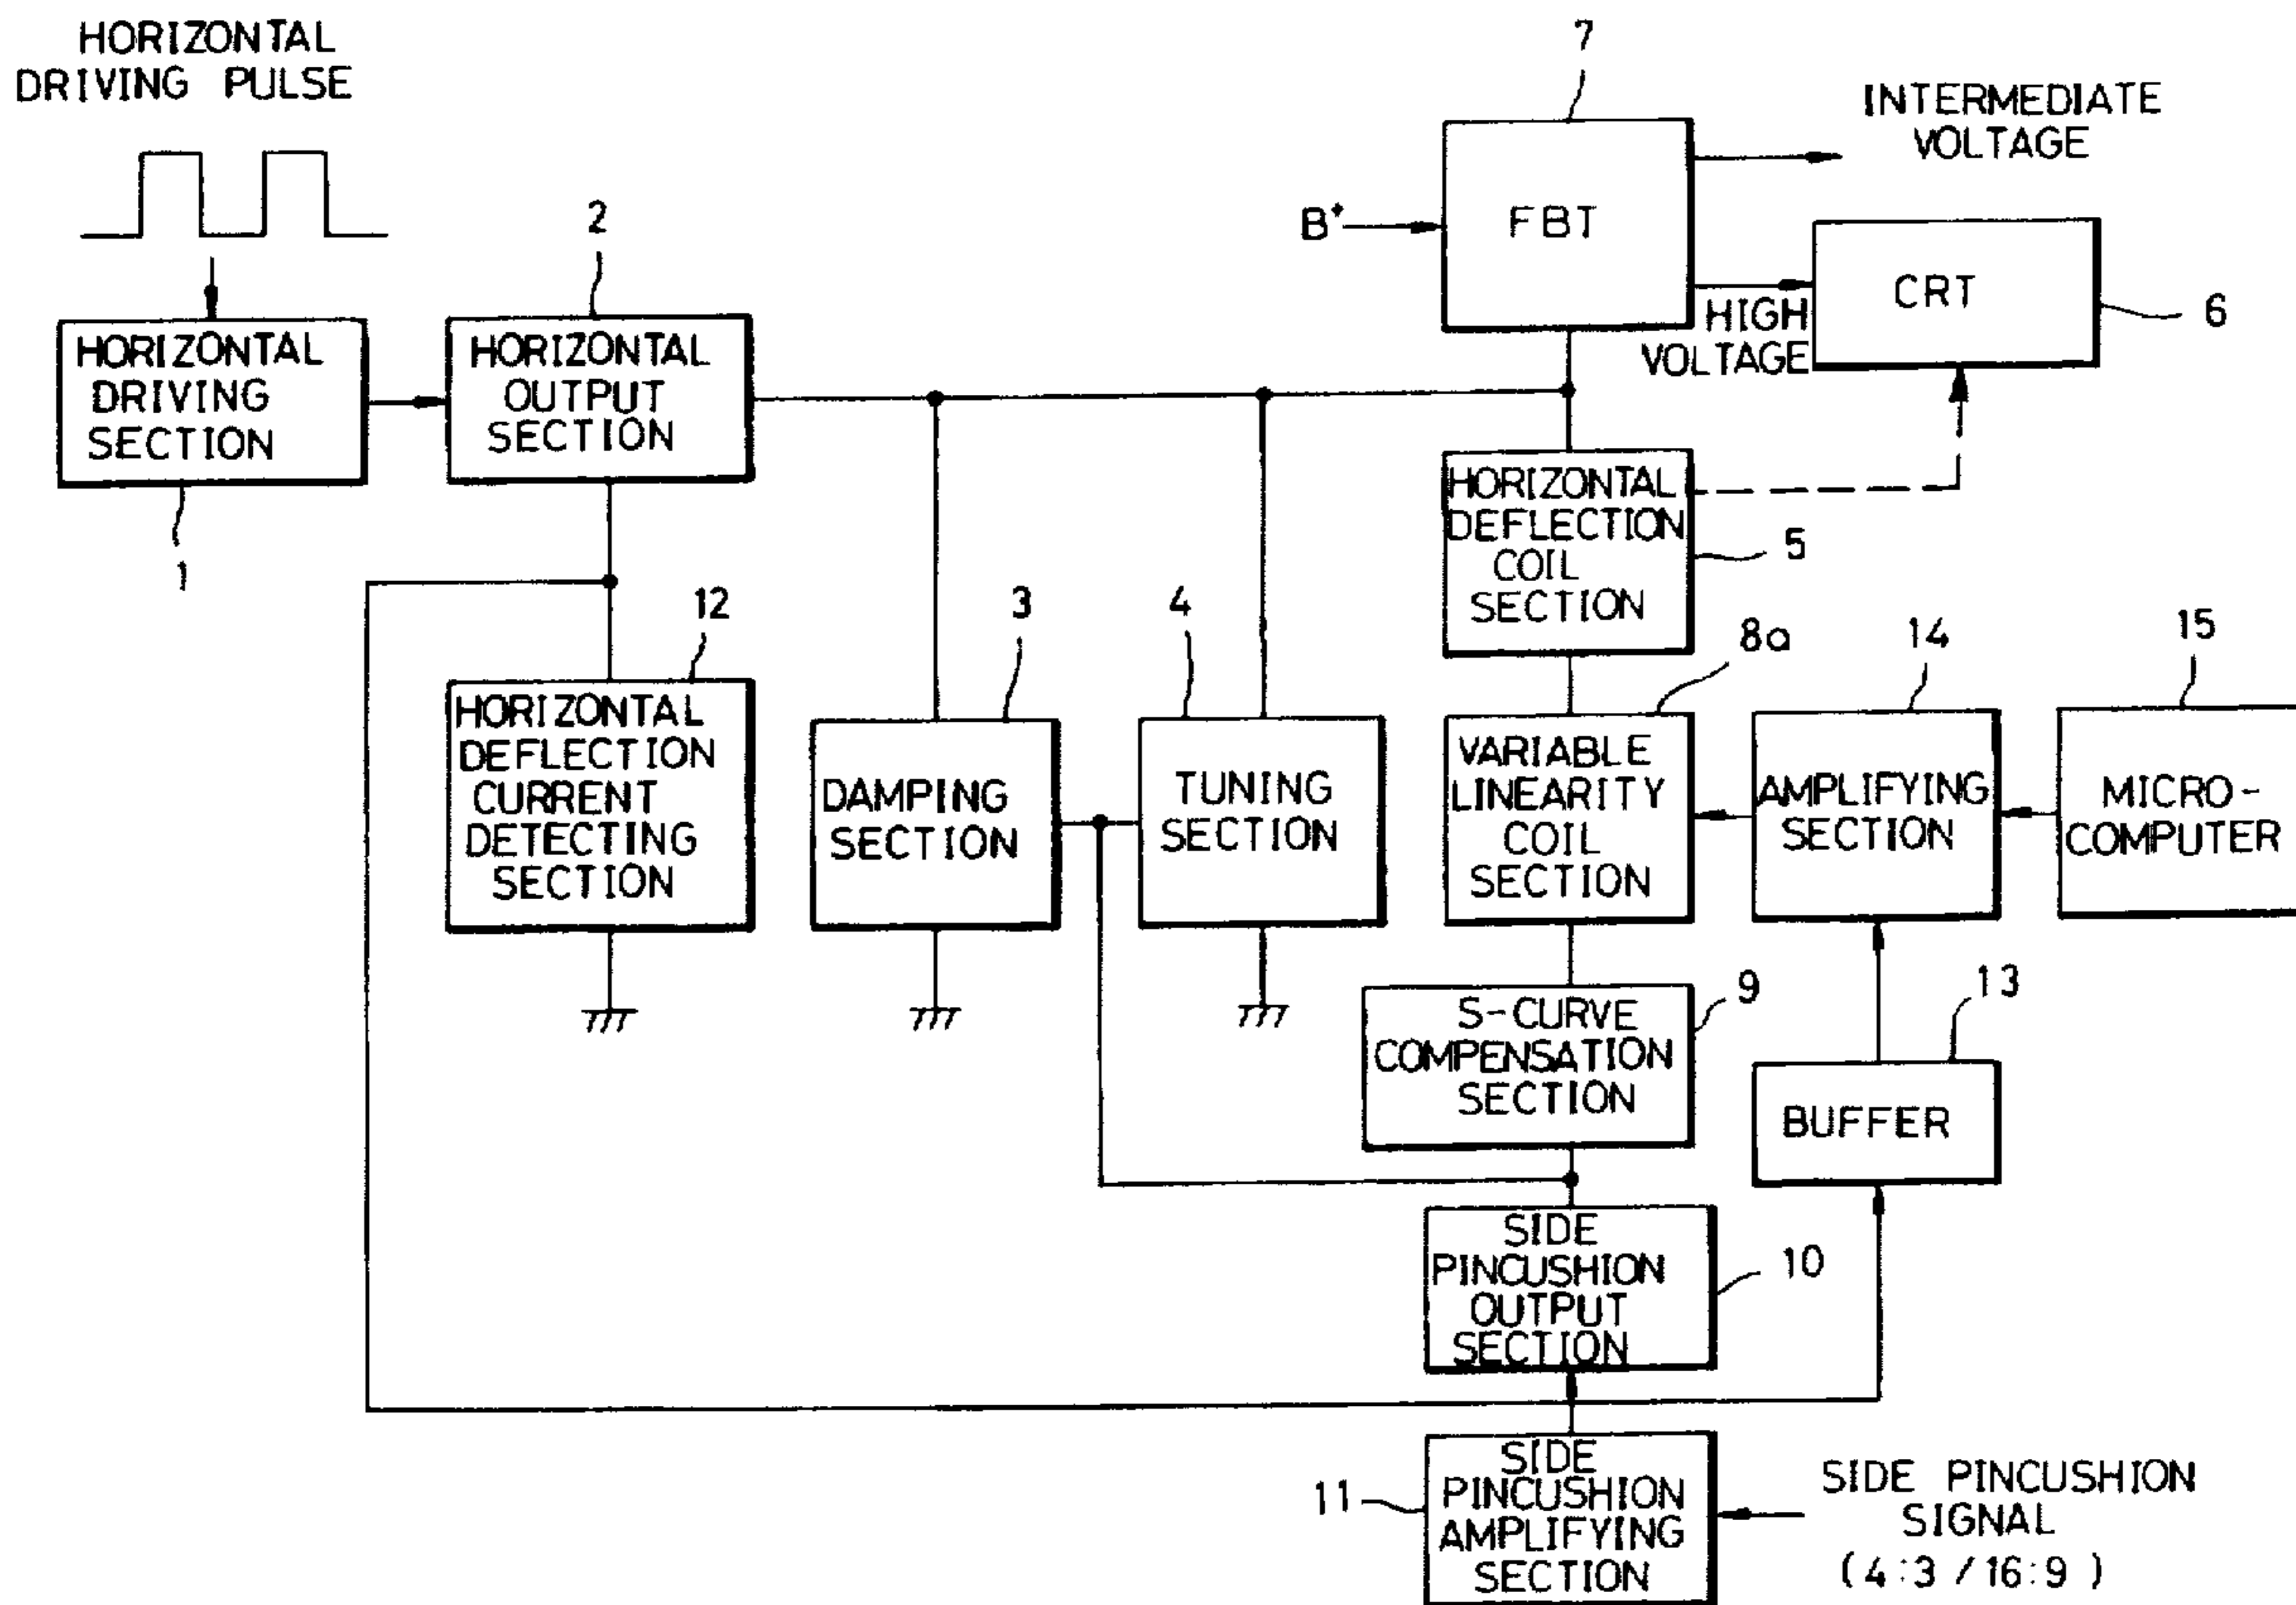 HORIZONTAL
DRIVING PULSE
7
INTERMEDIATE
VOLTAGE
2
B+
FBT
CRT
6
HIGH
VOLTAGE
HORIZONTAL
DRIVING
SECTION
1
HORIZONTAL
OUTPUT
SECTION
HORIZONTAL
DEFLECTION
COIL
SECTION
5
12
3
4
8a
14
15
HORIZONTAL
DEFLECTION
CURRENT
DETECTING
SECTION
DAMPING
SECTION
TUNING
SECTION
VARIABLE
LINEARITY
COIL
SECTION
AMPLIFYING
SECTION
MICRO-
COMPUTER
S-CURVE
COMPENSATION
SECTION
9
13
BUFFER
SIDE
PINCUSHION
OUTPUT
SECTION
10
11
SIDE
PINCUSHION
AMPLIFYING
SECTION
SIDE PINCUSHION
SIGNAL
(4:3 /16:9 )